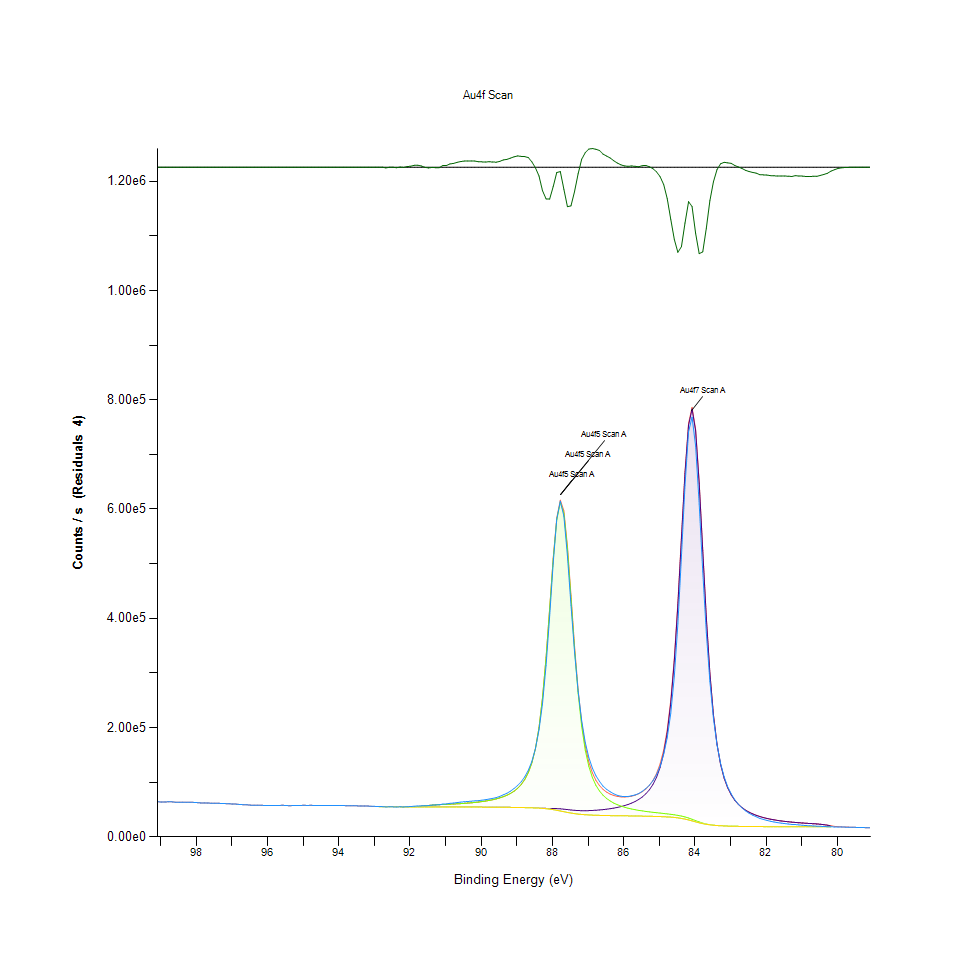 Au4f Scan
1.20e6
1.00e6
8.00e5
6.00e5
4.00e5
2.00e5
0.00e0
Counts / s (Residuals 4)
Au4f7 Scan A
Au4f5 Scan A
Au4f5 Scan A
Au4f5 Scan A
98 96 94 92 90 88 86 84 82 80
Binding Energy (eV)